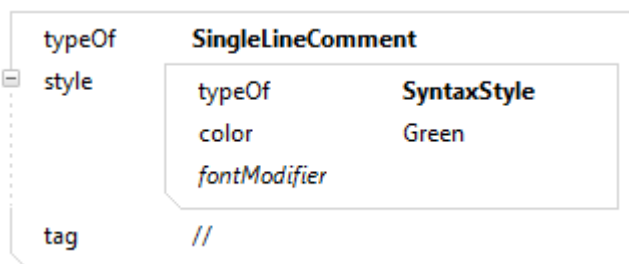 typeOf SingleLineComment
style
typeOf SyntaxStyle
color Green
fontModifier
tag //